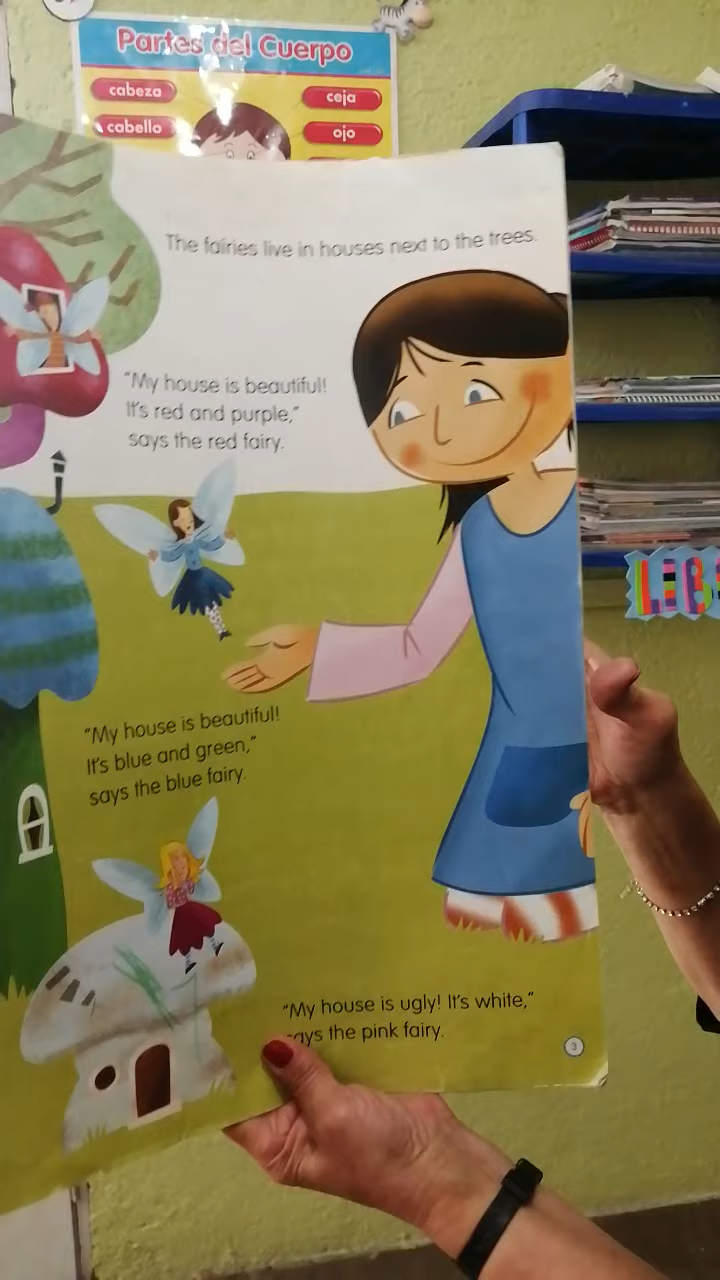 Partes del Cuerpo
cabeza
ceja
cabello
ojo
The fairies live in houses next to the trees.
"My house is beautiful!
It's red and purple,"
says the red fairy.
"My house is beautiful!
It's blue and green,"
says the blue fairy.
"My house is ugly! It's white,"
says the pink fairy.
3
LIB